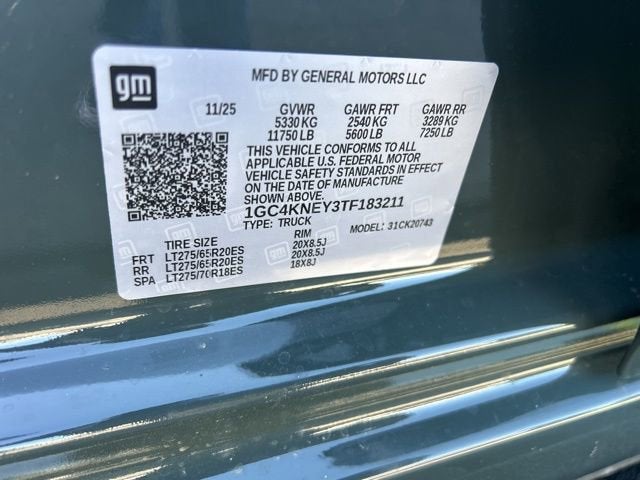 gm
MFD BY GENERAL MOTORS LLC
11/25 GVWR GAWR FRT GAWR RR
5330 KG 2540 KG 3289 KG
11750 LB 5600 LB 7250 LB
THIS VEHICLE CONFORMS TO ALL
APPLICABLE U.S. FEDERAL MOTOR
VEHICLE SAFETY STANDARDS IN EFFECT
ON THE DATE OF MANUFACTURE.
1GC4KNEY3TF183211
TYPE: TRUCK MODEL: 31CK20743
TIRE SIZE RIM
FRT LT275/65R20ES 20X8.5J
RR LT275/65R20ES 20X8.5J
SPA LT275/70R18ES 18X8J